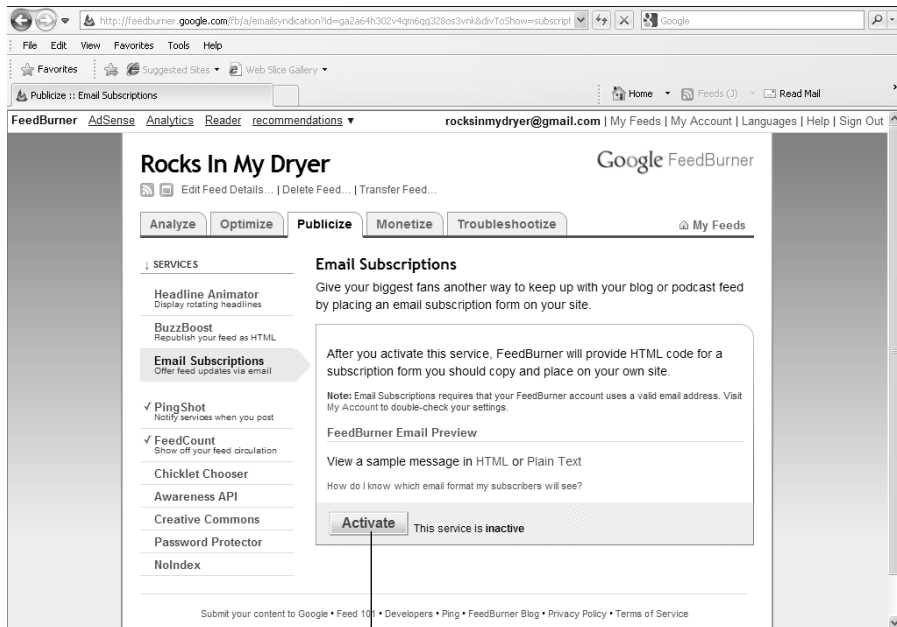 http://feedburner.google.com/fb/a/emailsyndication?id=ga2a64h302v4qm6qq328os3vnk&divToShow=subscript
Google
File Edit View Favorites Tools Help
Favorites Suggested Sites Web Slice Gallery
Publicize :: Email Subscriptions
Home Feeds (J) Read Mail
FeedBurner AdSense Analytics Reader recommendations ▼ rocksinmydryer@gmail.com | My Feeds | My Account | Languages | Help | Sign Out
Rocks In My Dryer
Google FeedBurner
Edit Feed Details... | Delete Feed... | Transfer Feed...
Analyze Optimize Publicize Monetize Troubleshootize My Feeds
↓ SERVICES
Headline Animator
Display rotating headlines
BuzzBoost
Republish your feed as HTML
Email Subscriptions
Offer feed updates via email
✓ PingShot
Notify services when you post
✓ FeedCount
Show off your feed circulation
Chicklet Chooser
Awareness API
Creative Commons
Password Protector
NoIndex
Email Subscriptions
Give your biggest fans another way to keep up with your blog or podcast feed
by placing an email subscription form on your site.
After you activate this service, FeedBurner will provide HTML code for a
subscription form you should copy and place on your own site.
Note: Email Subscriptions requires that your FeedBurner account uses a valid email address. Visit
My Account to double-check your settings.
FeedBurner Email Preview
View a sample message in HTML or Plain Text
How do I know which email format my subscribers will see?
Activate This service is inactive
Submit your content to Google • Feed 101 • Developers • Ping • FeedBurner Blog • Privacy Policy • Terms of Service